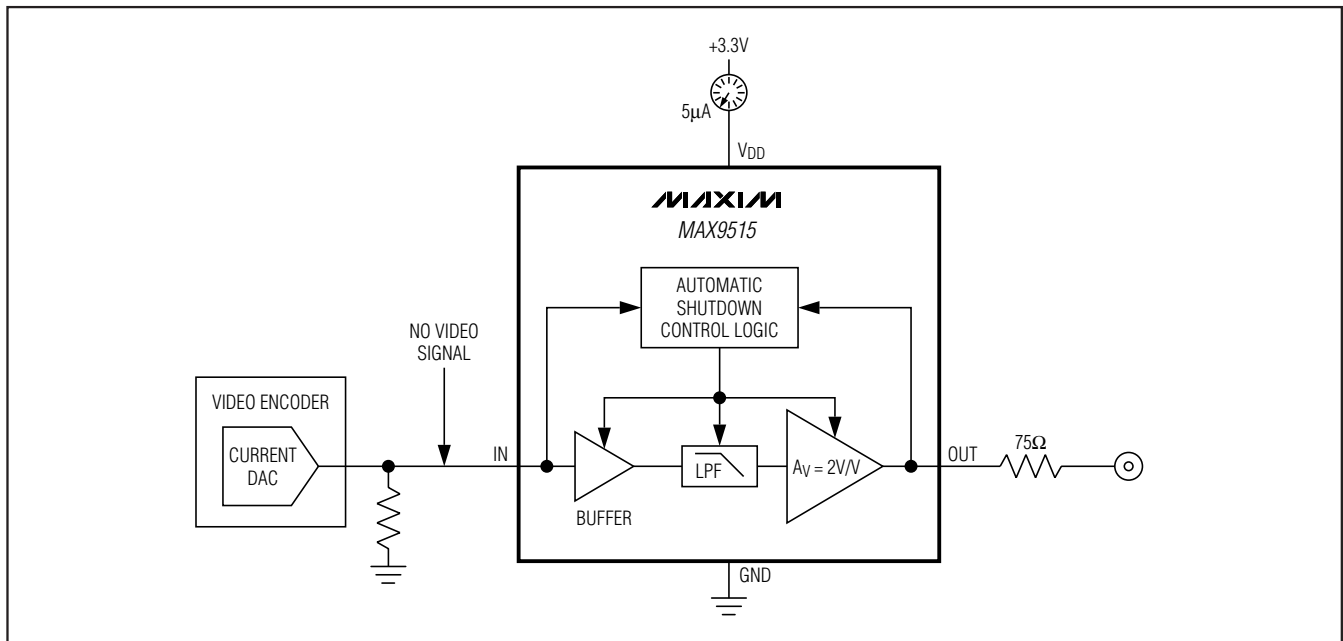 +3.3V
5µA
VDD
MAXIM
MAX9515
AUTOMATIC
SHUTDOWN
CONTROL LOGIC
NO VIDEO
SIGNAL
VIDEO ENCODER
CURRENT
DAC
IN
BUFFER
LPF
AV = 2V/V
OUT
75Ω
GND